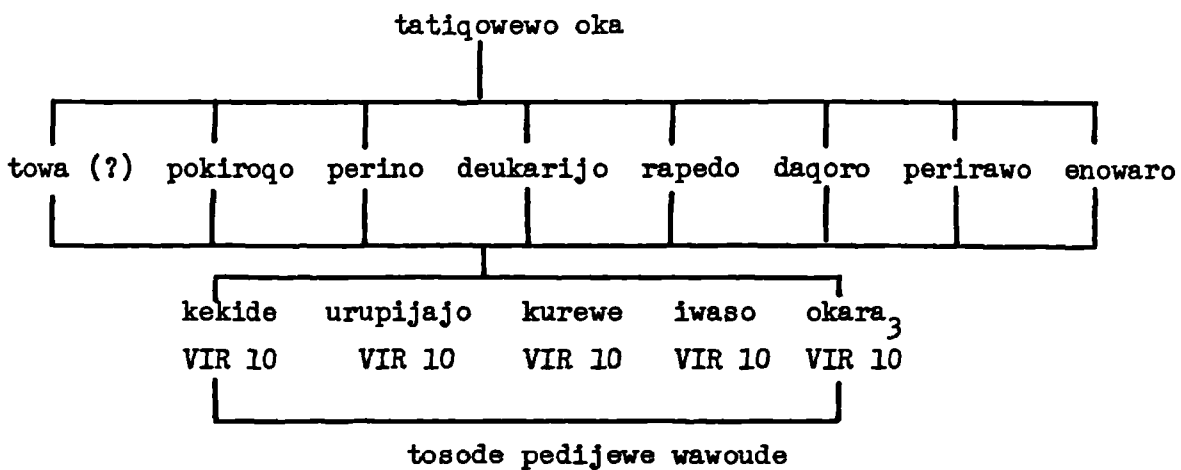 tatiqowewo oka
towa (?) pokiroqo perino deukarijo rapedo daqoro perirawo enowaro
kekide urupijajo kurewe iwaso okara₃
VIR 10 VIR 10 VIR 10 VIR 10 VIR 10
tosode pedijewe wawoude